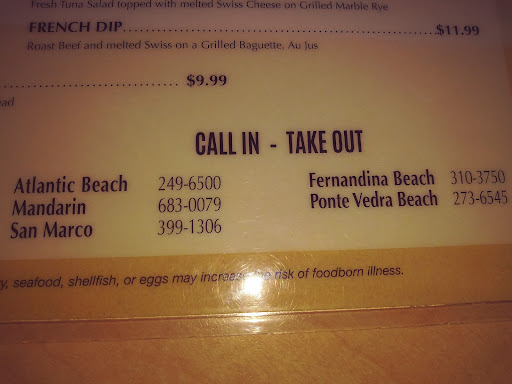 Fresh Tuna Salad topped with melted Swiss Cheese on Grilled Marble Rye
FRENCH DIP.................................................................$11.99
Roast Beef and melted Swiss on a Grilled Baguette, Au Jus
.................................. $9.99
ead
CALL IN - TAKE OUT
Atlantic Beach 249-6500
Mandarin 683-0079
San Marco 399-1306
Fernandina Beach 310-3750
Ponte Vedra Beach 273-6545
y, seafood, shellfish, or eggs may increase the risk of foodborn illness.